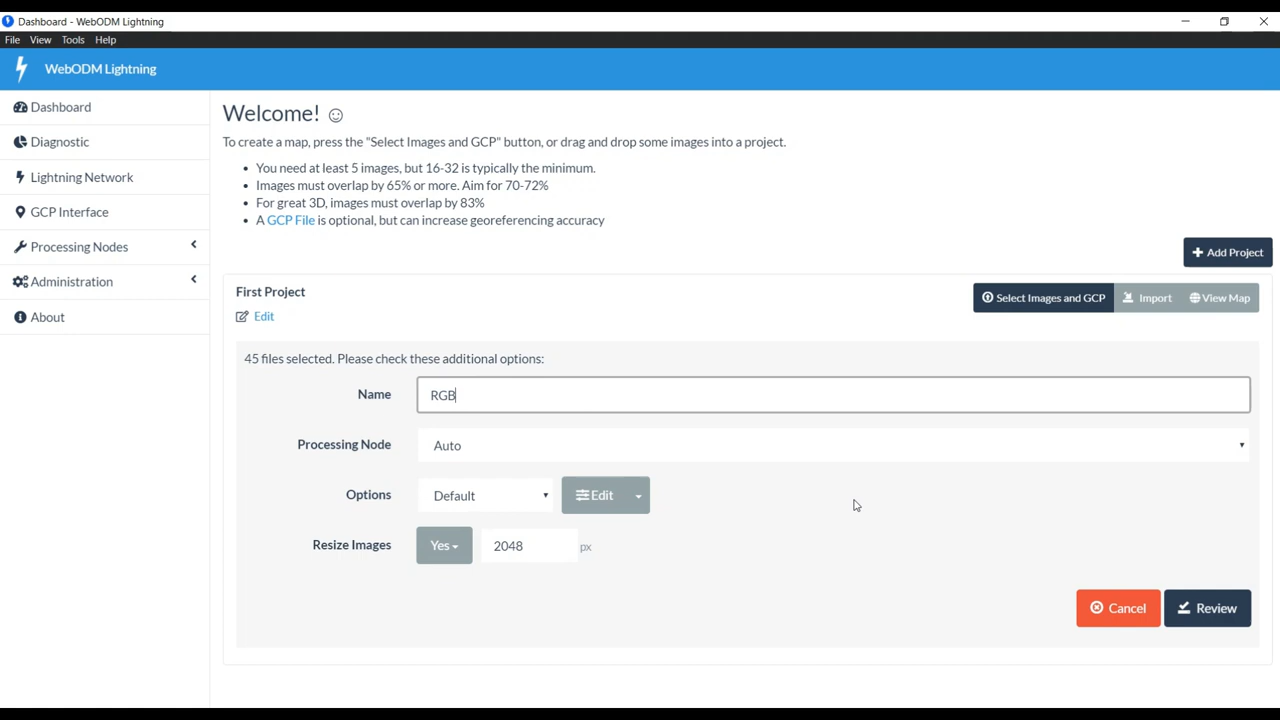 Dashboard - WebODM Lightning
File View Tools Help
WebODM Lightning
Dashboard
Diagnostic
Lightning Network
GCP Interface
Processing Nodes
Administration
About
Welcome!
To create a map, press the "Select Images and GCP" button, or drag and drop some images into a project.
• You need at least 5 images, but 16-32 is typically the minimum.
• Images must overlap by 65% or more. Aim for 70-72%
• For great 3D, images must overlap by 83%
• A GCP File is optional, but can increase georeferencing accuracy
Add Project
First Project
Select Images and GCP Import View Map
Edit
45 files selected. Please check these additional options:
Name RGB
Processing Node Auto
Options Default Edit
Resize Images Yes 2048 px
Cancel Review